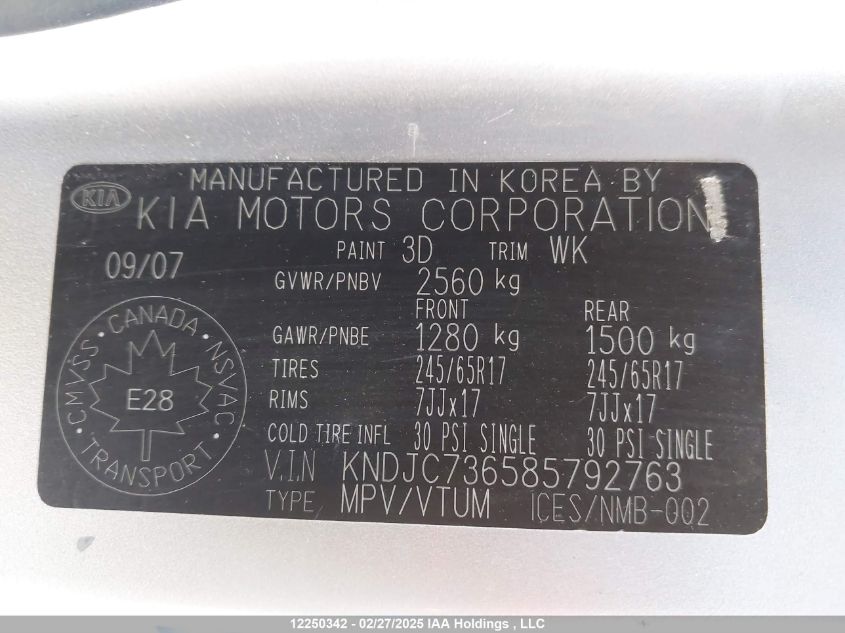 KIA
MANUFACTURED IN KOREA BY
KIA MOTORS CORPORATION
09/07 PAINT 3D TRIM WK
GVWR/PNBV 2560 kg
FRONT REAR
GAWR/PNBE 1280 kg 1500 kg
TIRES 245/65R17 245/65R17
RIMS 7JJx17 7JJx17
COLD TIRE INFL 30 PSI SINGLE 30 PSI SINGLE
V.I.N KNDJC736585792763
TYPE MPV/VTUM ICES/NMB-002
CMVSS · CANADA · NSVAC · TRANSPORT ·
E28
12250342 - 02/27/2025 IAA Holdings , LLC